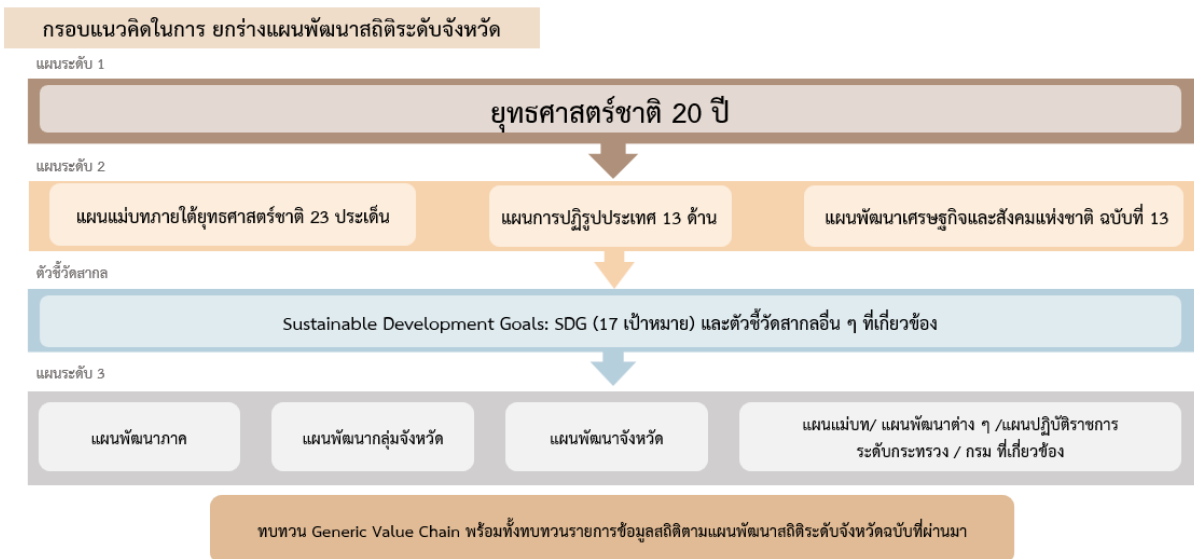 กรอบแนวคิดในการ ยกร่างแผนพัฒนาสถิติระดับจังหวัด
แผนระดับ 1
ยุทธศาสตร์ชาติ 20 ปี
แผนระดับ 2
แผนแม่บทภายใต้ยุทธศาสตร์ชาติ 23 ประเด็น
แผนการปฏิรูปประเทศ 13 ด้าน
แผนพัฒนาเศรษฐกิจและสังคมแห่งชาติ ฉบับที่ 13
ตัวชี้วัดสากล
Sustainable Development Goals: SDG (17 เป้าหมาย) และตัวชี้วัดสากลอื่น ๆ ที่เกี่ยวข้อง
แผนระดับ 3
แผนพัฒนาภาค
แผนพัฒนากลุ่มจังหวัด
แผนพัฒนาจังหวัด
แผนแม่บท/ แผนพัฒนาต่าง ๆ /แผนปฏิบัติราชการ
ระดับกระทรวง / กรม ที่เกี่ยวข้อง
ทบทวน Generic Value Chain พร้อมทั้งทบทวนรายการข้อมูลสถิติตามแผนพัฒนาสถิติระดับจังหวัดฉบับที่ผ่านมา